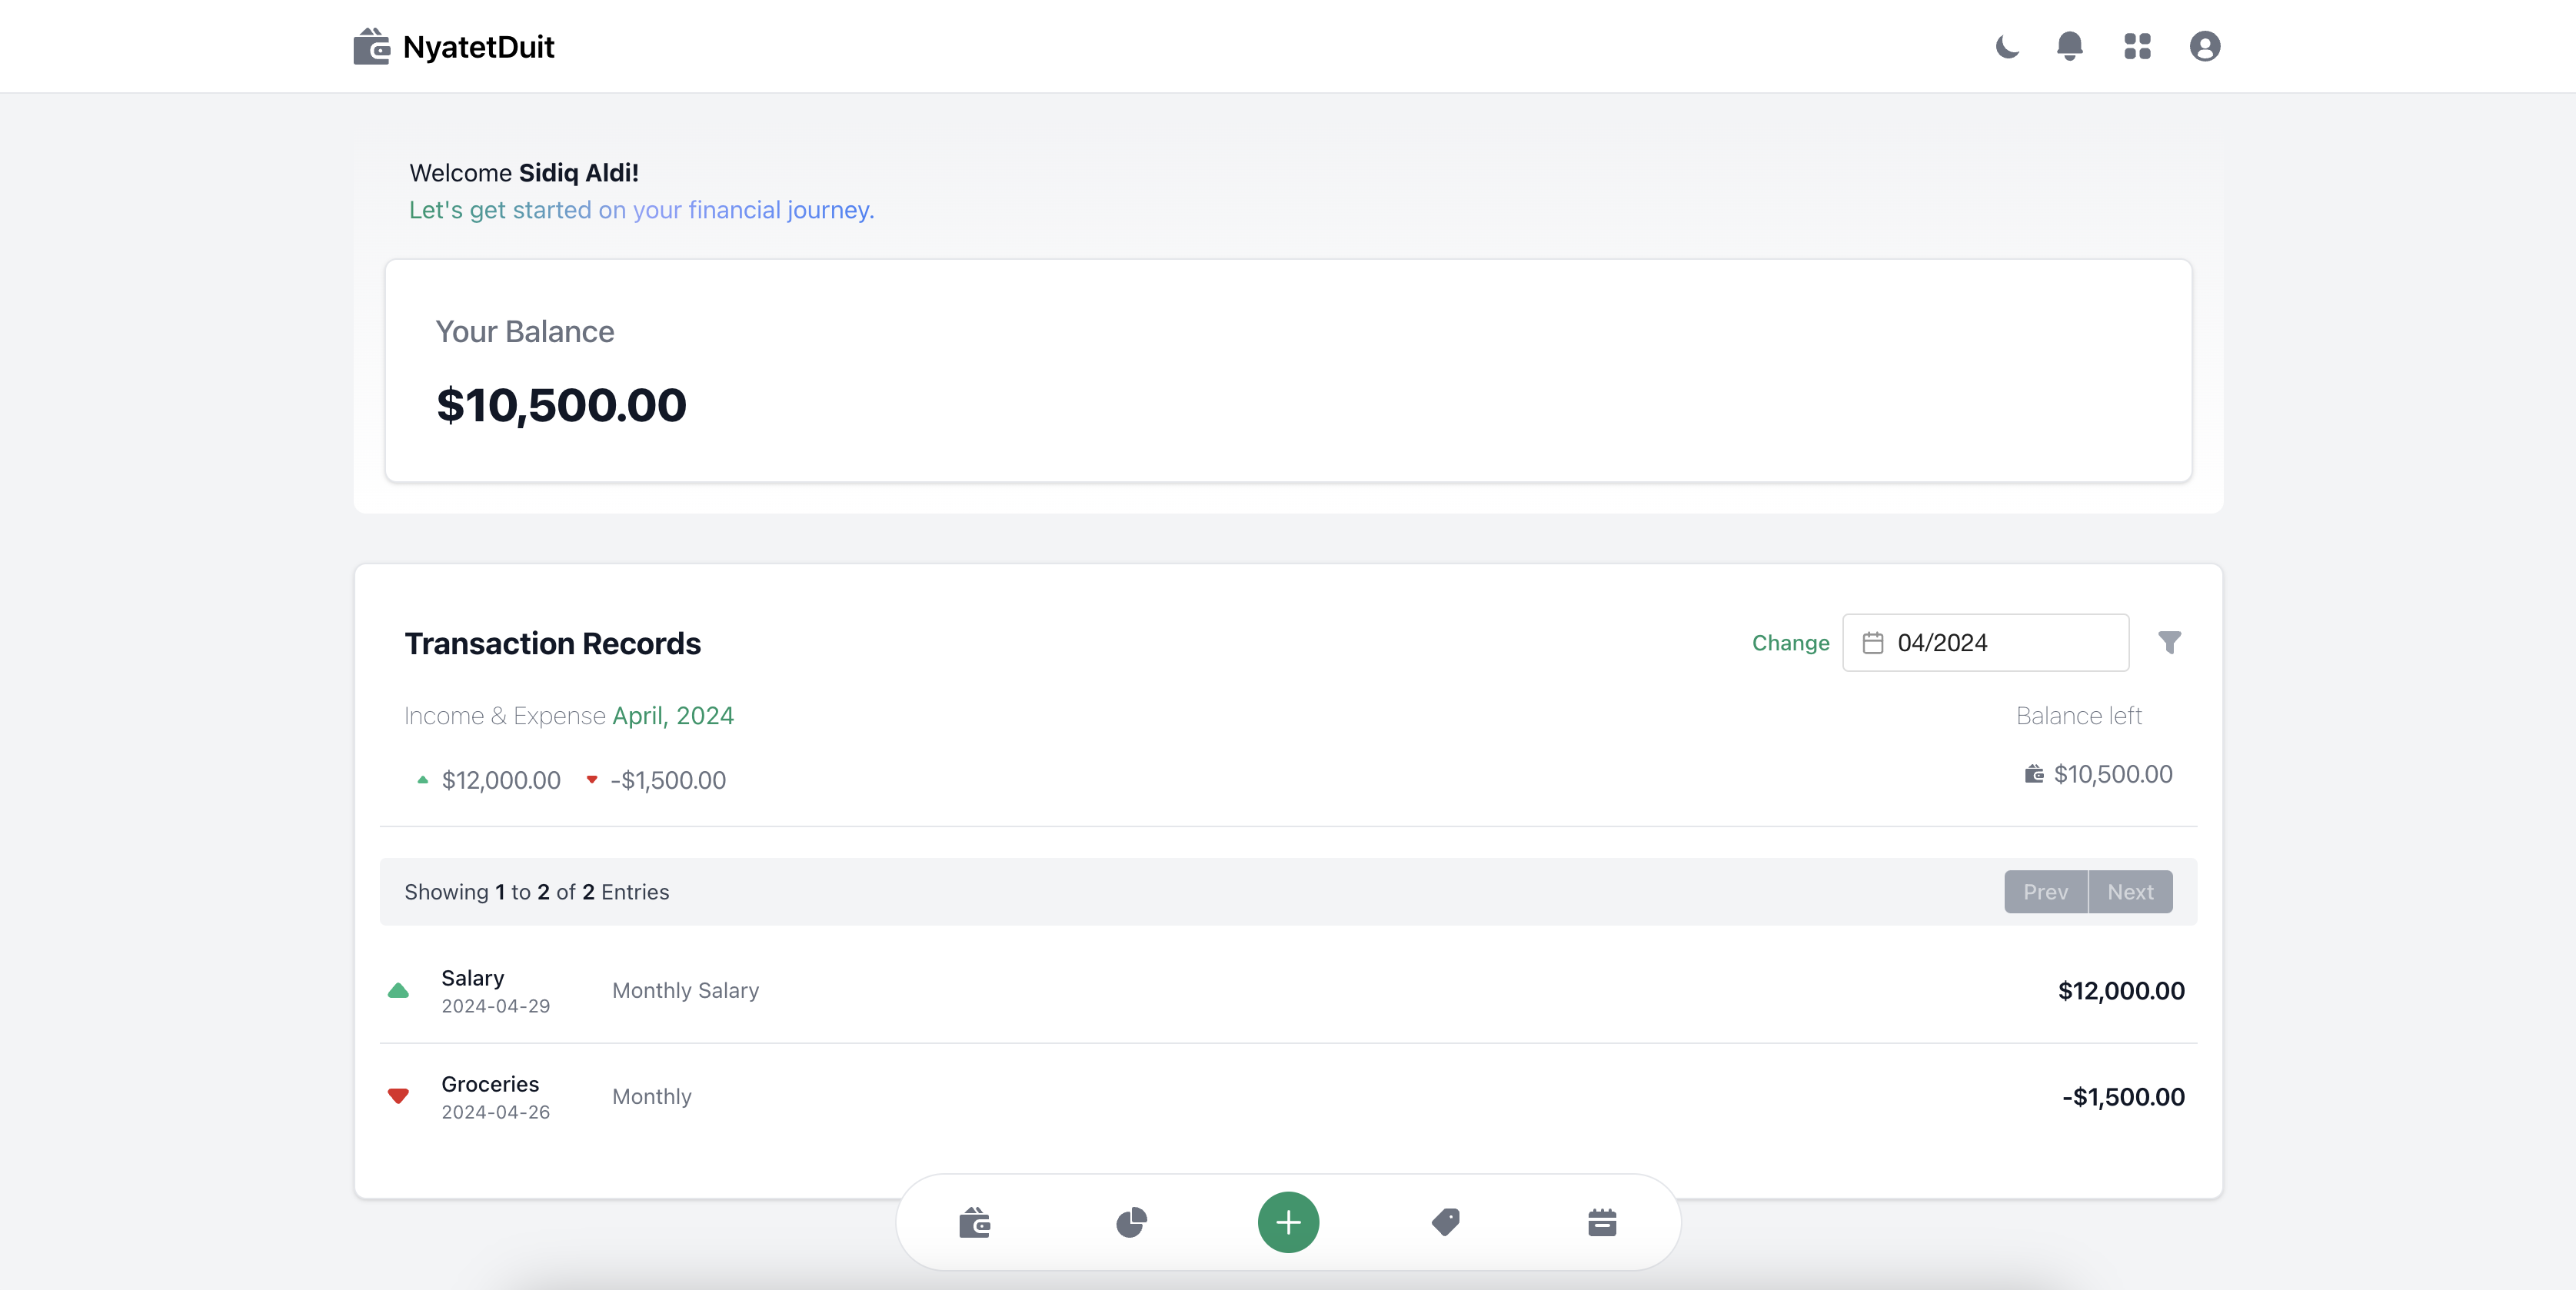 NyatetDuit
Welcome Sidiq Aldi!
Let's get started on your financial journey.
Your Balance
$10,500.00
Transaction Records
Change 04/2024
Income & Expense April, 2024
Balance left
$12,000.00 -$1,500.00
$10,500.00
Showing 1 to 2 of 2 Entries
Prev Next
Salary
2024-04-29
Monthly Salary
$12,000.00
Groceries
2024-04-26
Monthly
-$1,500.00